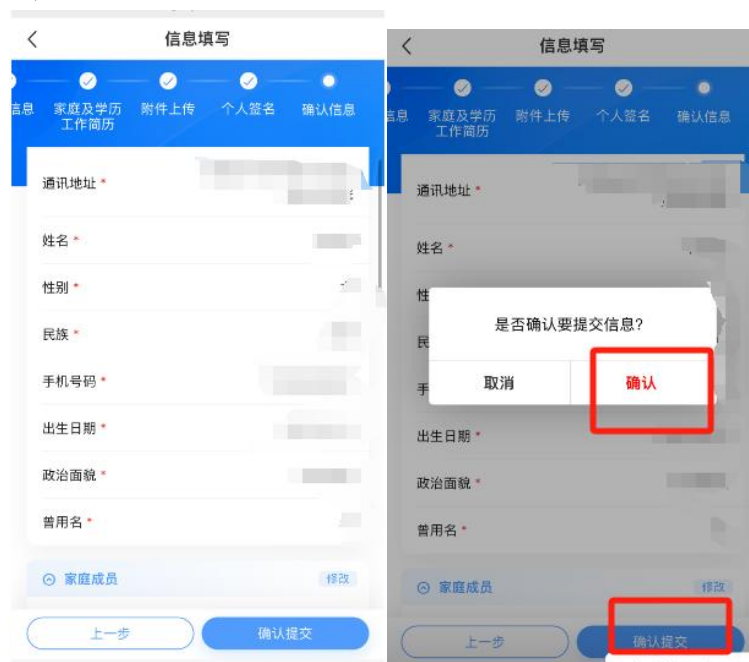 信息填写
信息
家庭及学历
工作简历
附件上传
个人签名
确认信息
通讯地址 *
姓名 *
性别 *
民族 *
手机号码 *
出生日期 *
政治面貌 *
曾用名 *
家庭成员
修改
上一步
确认提交
信息填写
信息
家庭及学历
工作简历
附件上传
个人签名
确认信息
通讯地址 *
姓名 *
性
是否确认要提交信息?
民
手
取消
确认
出生日期 *
政治面貌 *
曾用名 *
家庭成员
修改
上一步
确认提交